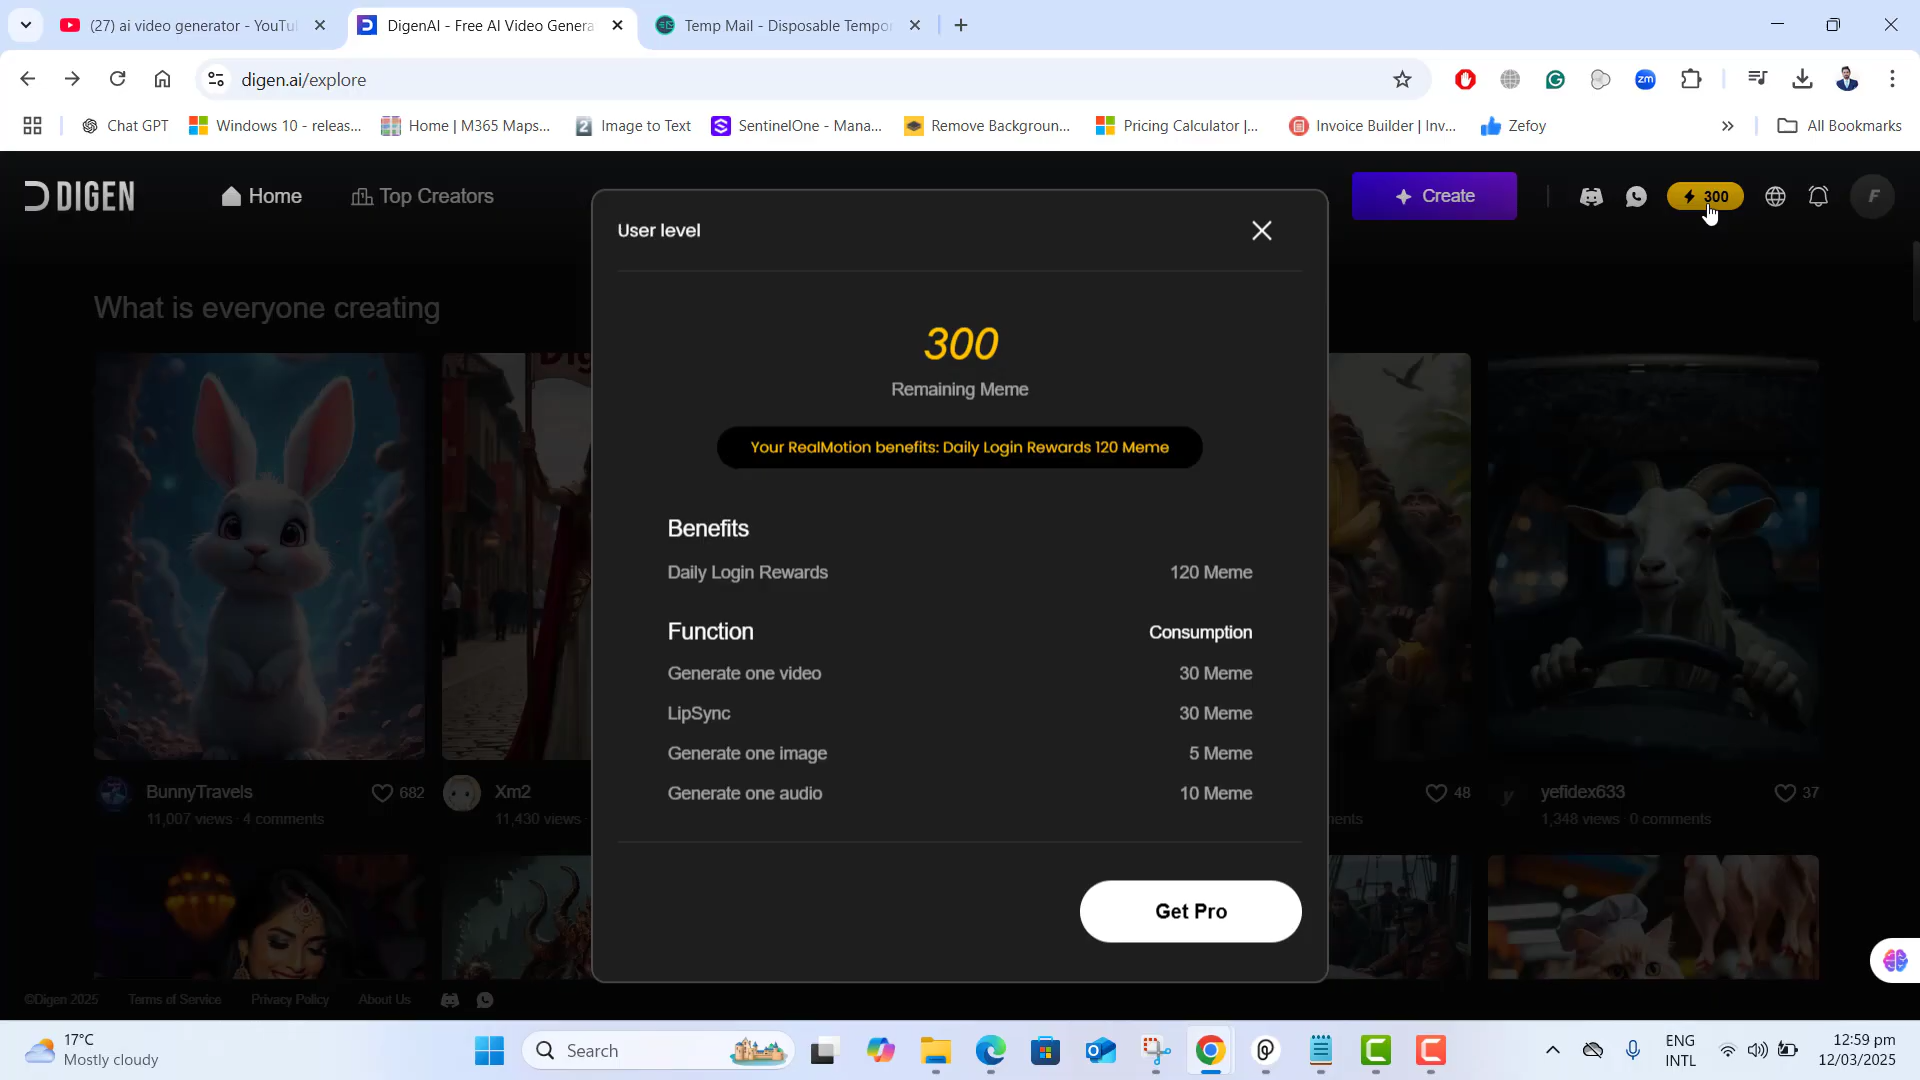 (27) ai video generator - YouTu
DigenAI - Free AI Video Genera
Temp Mail - Disposable Tempor
digen.ai/explore
Chat GPT
Windows 10 - releas...
Home | M365 Maps...
Image to Text
SentinelOne - Mana...
Remove Backgroun...
Pricing Calculator |...
Invoice Builder | Inv...
Zefoy
All Bookmarks
DIGEN
Home
Top Creators
Create
300
F
What is everyone creating
User level
300
Remaining Meme
Your RealMotion benefits: Daily Login Rewards 120 Meme
Benefits
Daily Login Rewards 120 Meme
Function Consumption
Generate one video 30 Meme
LipSync 30 Meme
Generate one image 5 Meme
Generate one audio 10 Meme
Get Pro
BunnyTravels 682
11,007 views · 4 comments
Xm2
11,430 views
48
yefidex633 37
1,348 views · 0 comments
©Digen 2025 Terms of Service Privacy Policy About Us
17°C
Mostly cloudy
Search
ENG
INTL
12:59 pm
12/03/2025